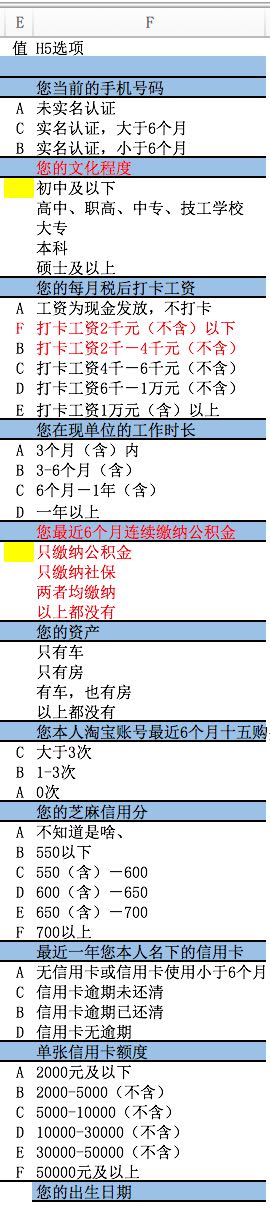 E F
值 H5选项
您当前的手机号码
A 未实名认证
C 实名认证，大于6个月
B 实名认证，小于6个月
您的文化程度
初中及以下
高中、职高、中专、技工学校
大专
本科
硕士及以上
您的每月税后打卡工资
A 工资为现金发放，不打卡
F 打卡工资2千元（不含）以下
B 打卡工资2千－4千元（不含）
C 打卡工资4千－6千元（不含）
D 打卡工资6千－1万元（不含）
E 打卡工资1万元（含）以上
您在现单位的工作时长
A 3个月（含）内
B 3-6个月（含）
C 6个月－1年（含）
D 一年以上
您最近6个月连续缴纳公积金
只缴纳公积金
只缴纳社保
两者均缴纳
以上都没有
您的资产
只有车
只有房
有车，也有房
以上都没有
您本人淘宝账号最近6个月十五购
C 大于3次
B 1-3次
A 0次
您的芝麻信用分
A 不知道是啥、
B 550以下
C 550（含）－600
D 600（含）－650
E 650（含）－700
F 700以上
最近一年您本人名下的信用卡
A 无信用卡或信用卡使用小于6个月
C 信用卡逾期未还清
B 信用卡逾期已还清
D 信用卡无逾期
单张信用卡额度
A 2000元及以下
B 2000-5000（不含）
C 5000-10000（不含）
D 10000-30000（不含）
E 30000-50000（不含）
F 50000元及以上
您的出生日期